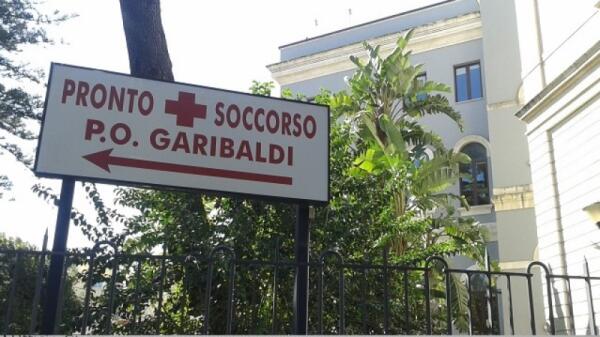 PRONTO SOCCORSO
P.O. GARIBALDI